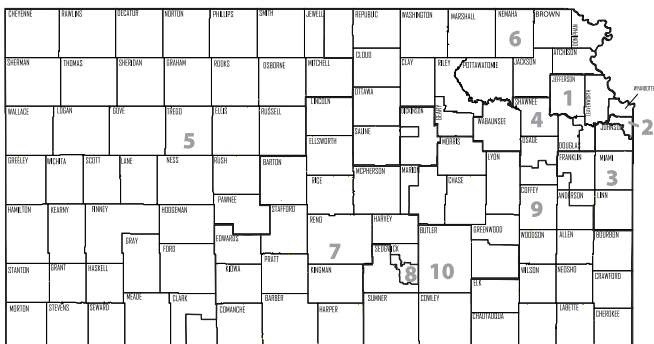 CHEYENNE RAWLINS DECATUR NORTON PHILLIPS SMITH JEWELL REPUBLIC WASHINGTON MARSHALL NEMAHA BROWN DONIPHAN
6
CLOUD ATCHISON
SHERMAN THOMAS SHERIDAN GRAHAM ROOKS OSBORNE MITCHELL CLAY RILEY POTTAWATOMIE JACKSON
JEFFERSON LEAVENWORTH WYANDOTTE
1
OTTAWA
LINCOLN SHAWNEE
WALLACE LOGAN GOVE TREGO ELLIS RUSSELL DICKINSON GEARY WABAUNSEE
4 JOHNSON 2
5
SALINE
ELLSWORTH MORRIS OSAGE DOUGLAS
GREELEY WICHITA SCOTT LANE NESS RUSH BARTON LYON FRANKLIN MIAMI
MCPHERSON MARION
3
RICE CHASE COFFEY ANDERSON LINN
PAWNEE
HAMILTON KEARNY FINNEY HODGEMAN STAFFORD 9
RENO HARVEY
BUTLER GREENWOOD WOODSON ALLEN BOURBON
GRAY EDWARDS
FORD 7 SEDGWICK
PRATT
STANTON GRANT HASKELL KIOWA KINGMAN 8 10 WILSON NEOSHO
CRAWFORD
ELK
MEADE CLARK BARBER SUMNER COWLEY
MORTON STEVENS SEWARD COMANCHE HARPER LABETTE
CHAUTAUQUA CHEROKEE